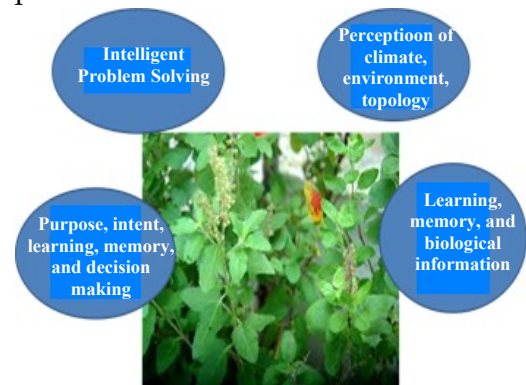 Intelligent
Problem Solving
Perceptioon of
climate,
environment,
topology
Purpose, intent,
learning, memory,
and decision
making
Learning,
memory, and
biological
information